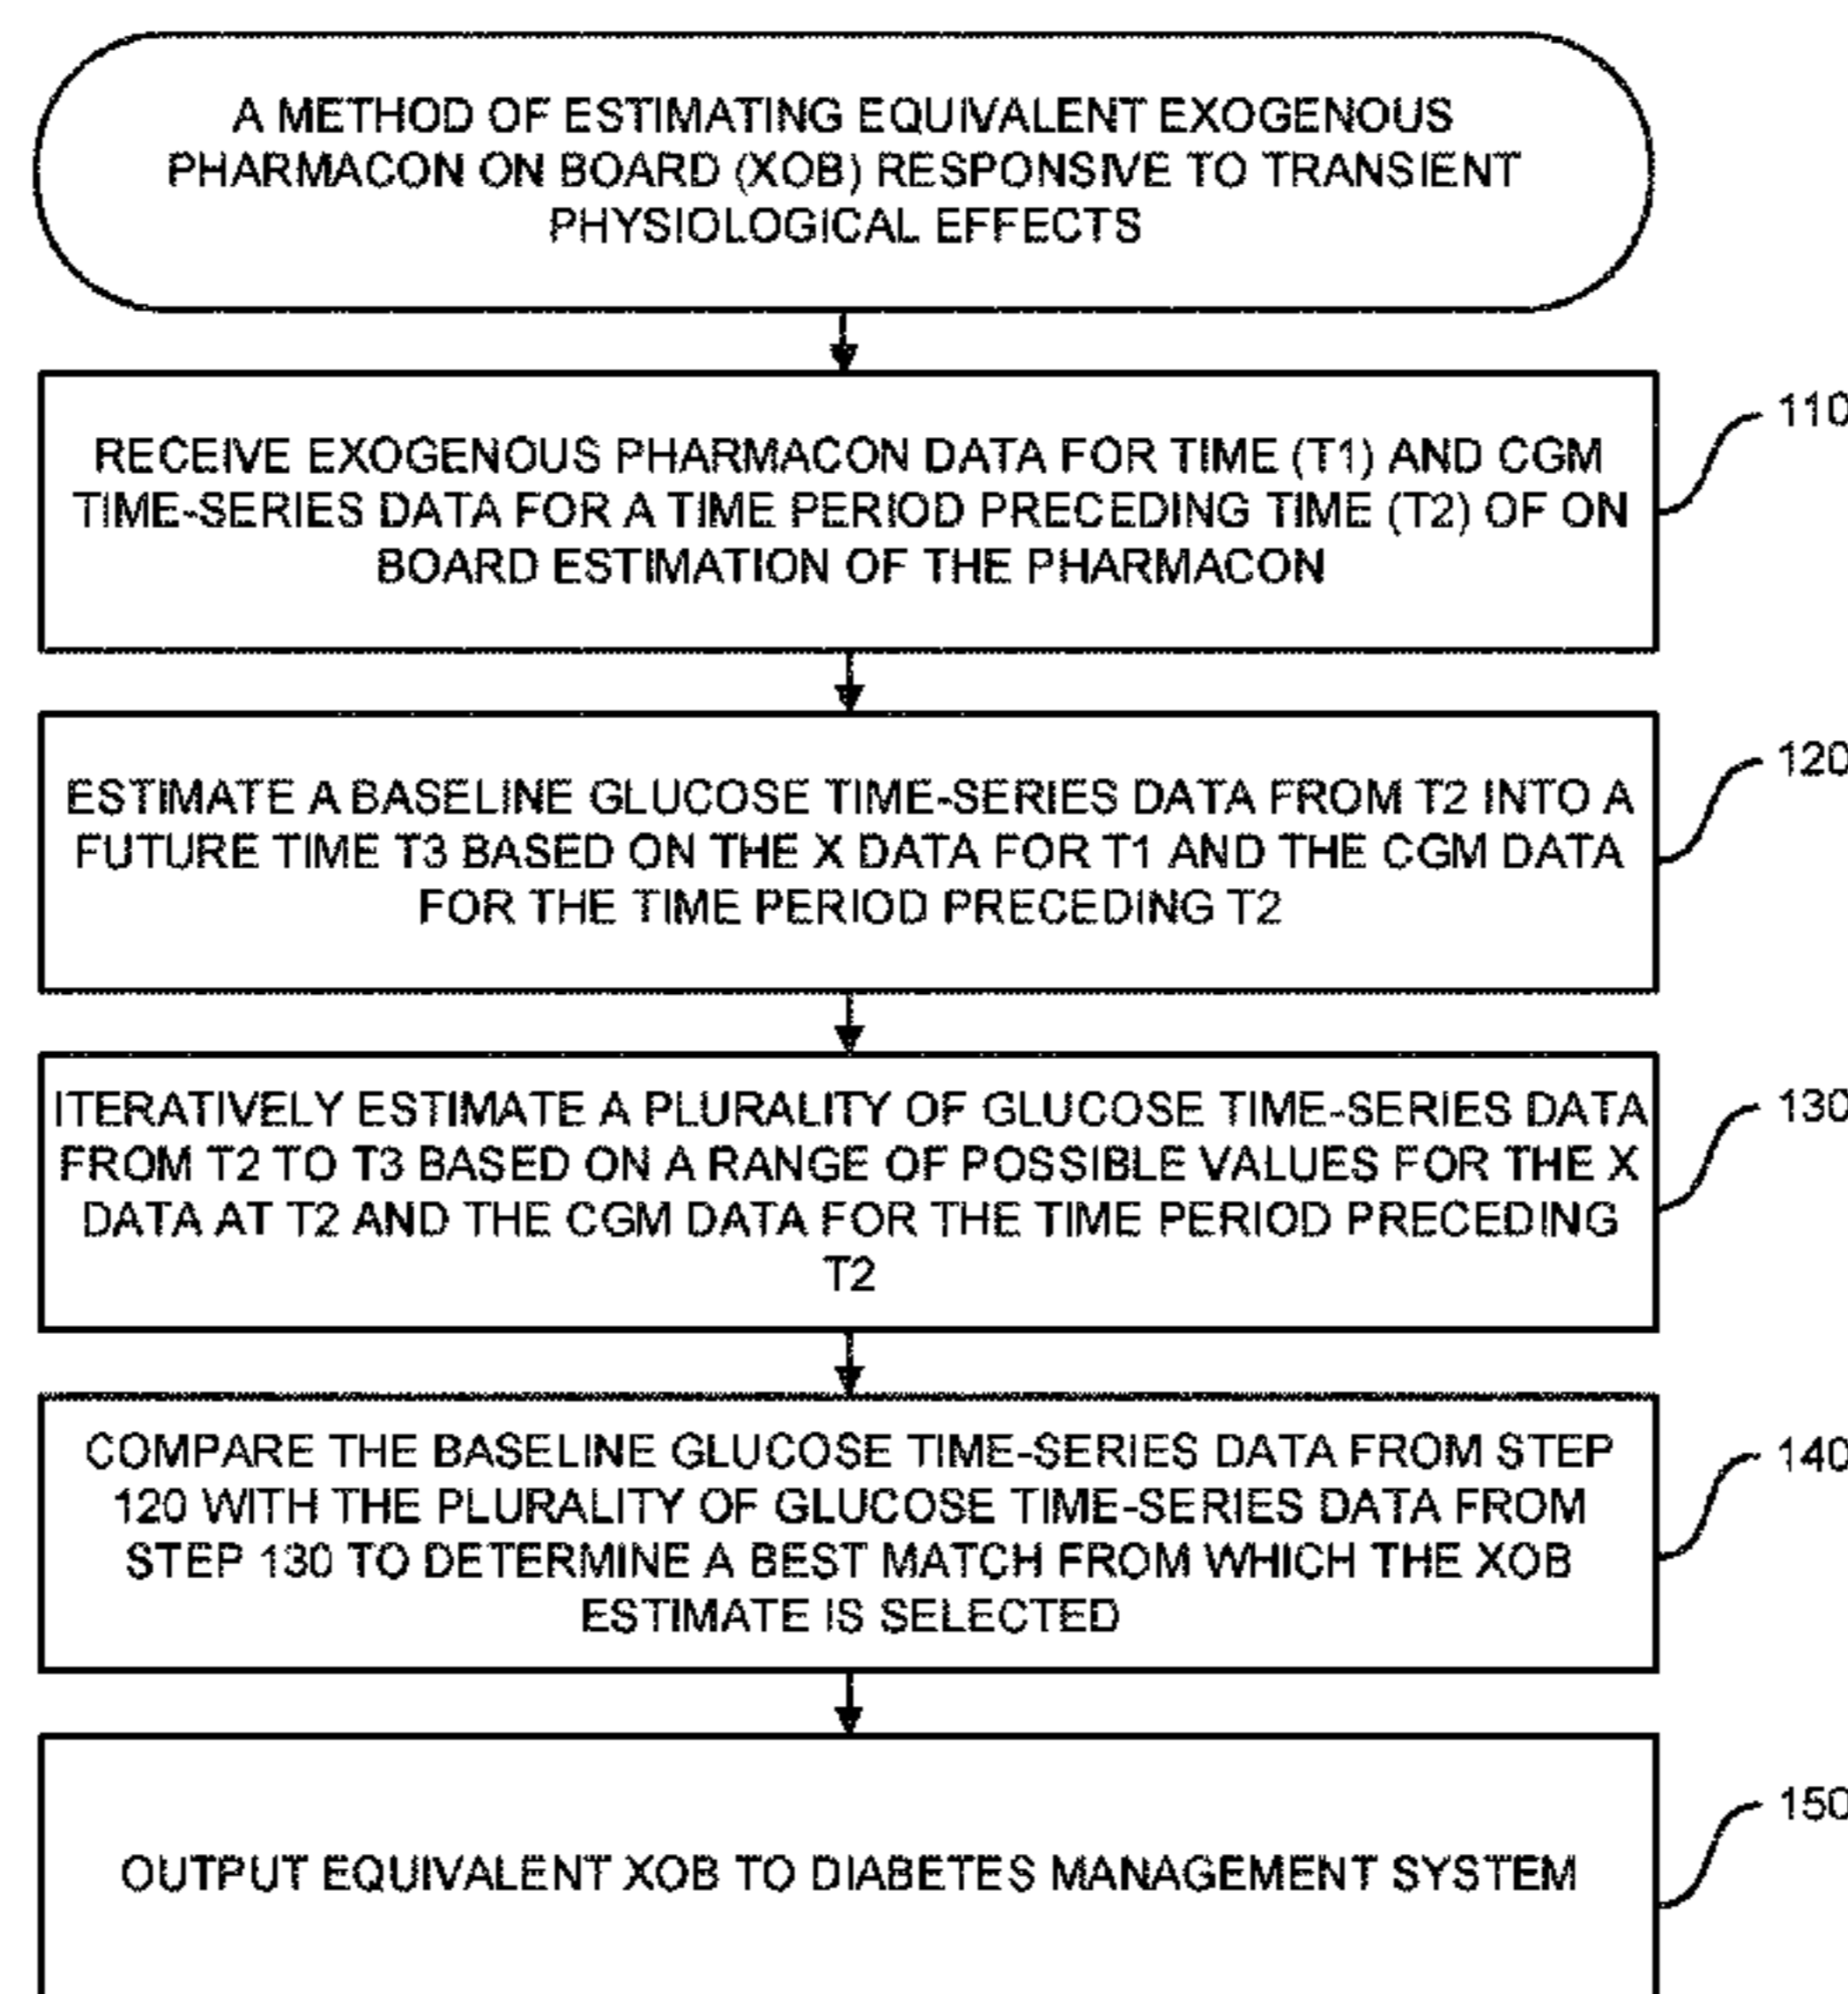 A METHOD OF ESTIMATING EQUIVALENT EXOGENOUS
PHARMACON ON BOARD (XOB) RESPONSIVE TO TRANSIENT
PHYSIOLOGICAL EFFECTS
110
RECEIVE EXOGENOUS PHARMACON DATA FOR TIME (T1) AND CGM
TIME-SERIES DATA FOR A TIME PERIOD PRECEDING TIME (T2) OF ON
BOARD ESTIMATION OF THE PHARMACON
120
ESTIMATE A BASELINE GLUCOSE TIME-SERIES DATA FROM T2 INTO A
FUTURE TIME T3 BASED ON THE X DATA FOR T1 AND THE CGM DATA
FOR THE TIME PERIOD PRECEDING T2
130
ITERATIVELY ESTIMATE A PLURALITY OF GLUCOSE TIME-SERIES DATA
FROM T2 TO T3 BASED ON A RANGE OF POSSIBLE VALUES FOR THE X
DATA AT T2 AND THE CGM DATA FOR THE TIME PERIOD PRECEDING
T2
140
COMPARE THE BASELINE GLUCOSE TIME-SERIES DATA FROM STEP
120 WITH THE PLURALITY OF GLUCOSE TIME-SERIES DATA FROM
STEP 130 TO DETERMINE A BEST MATCH FROM WHICH THE XOB
ESTIMATE IS SELECTED
150
OUTPUT EQUIVALENT XOB TO DIABETES MANAGEMENT SYSTEM